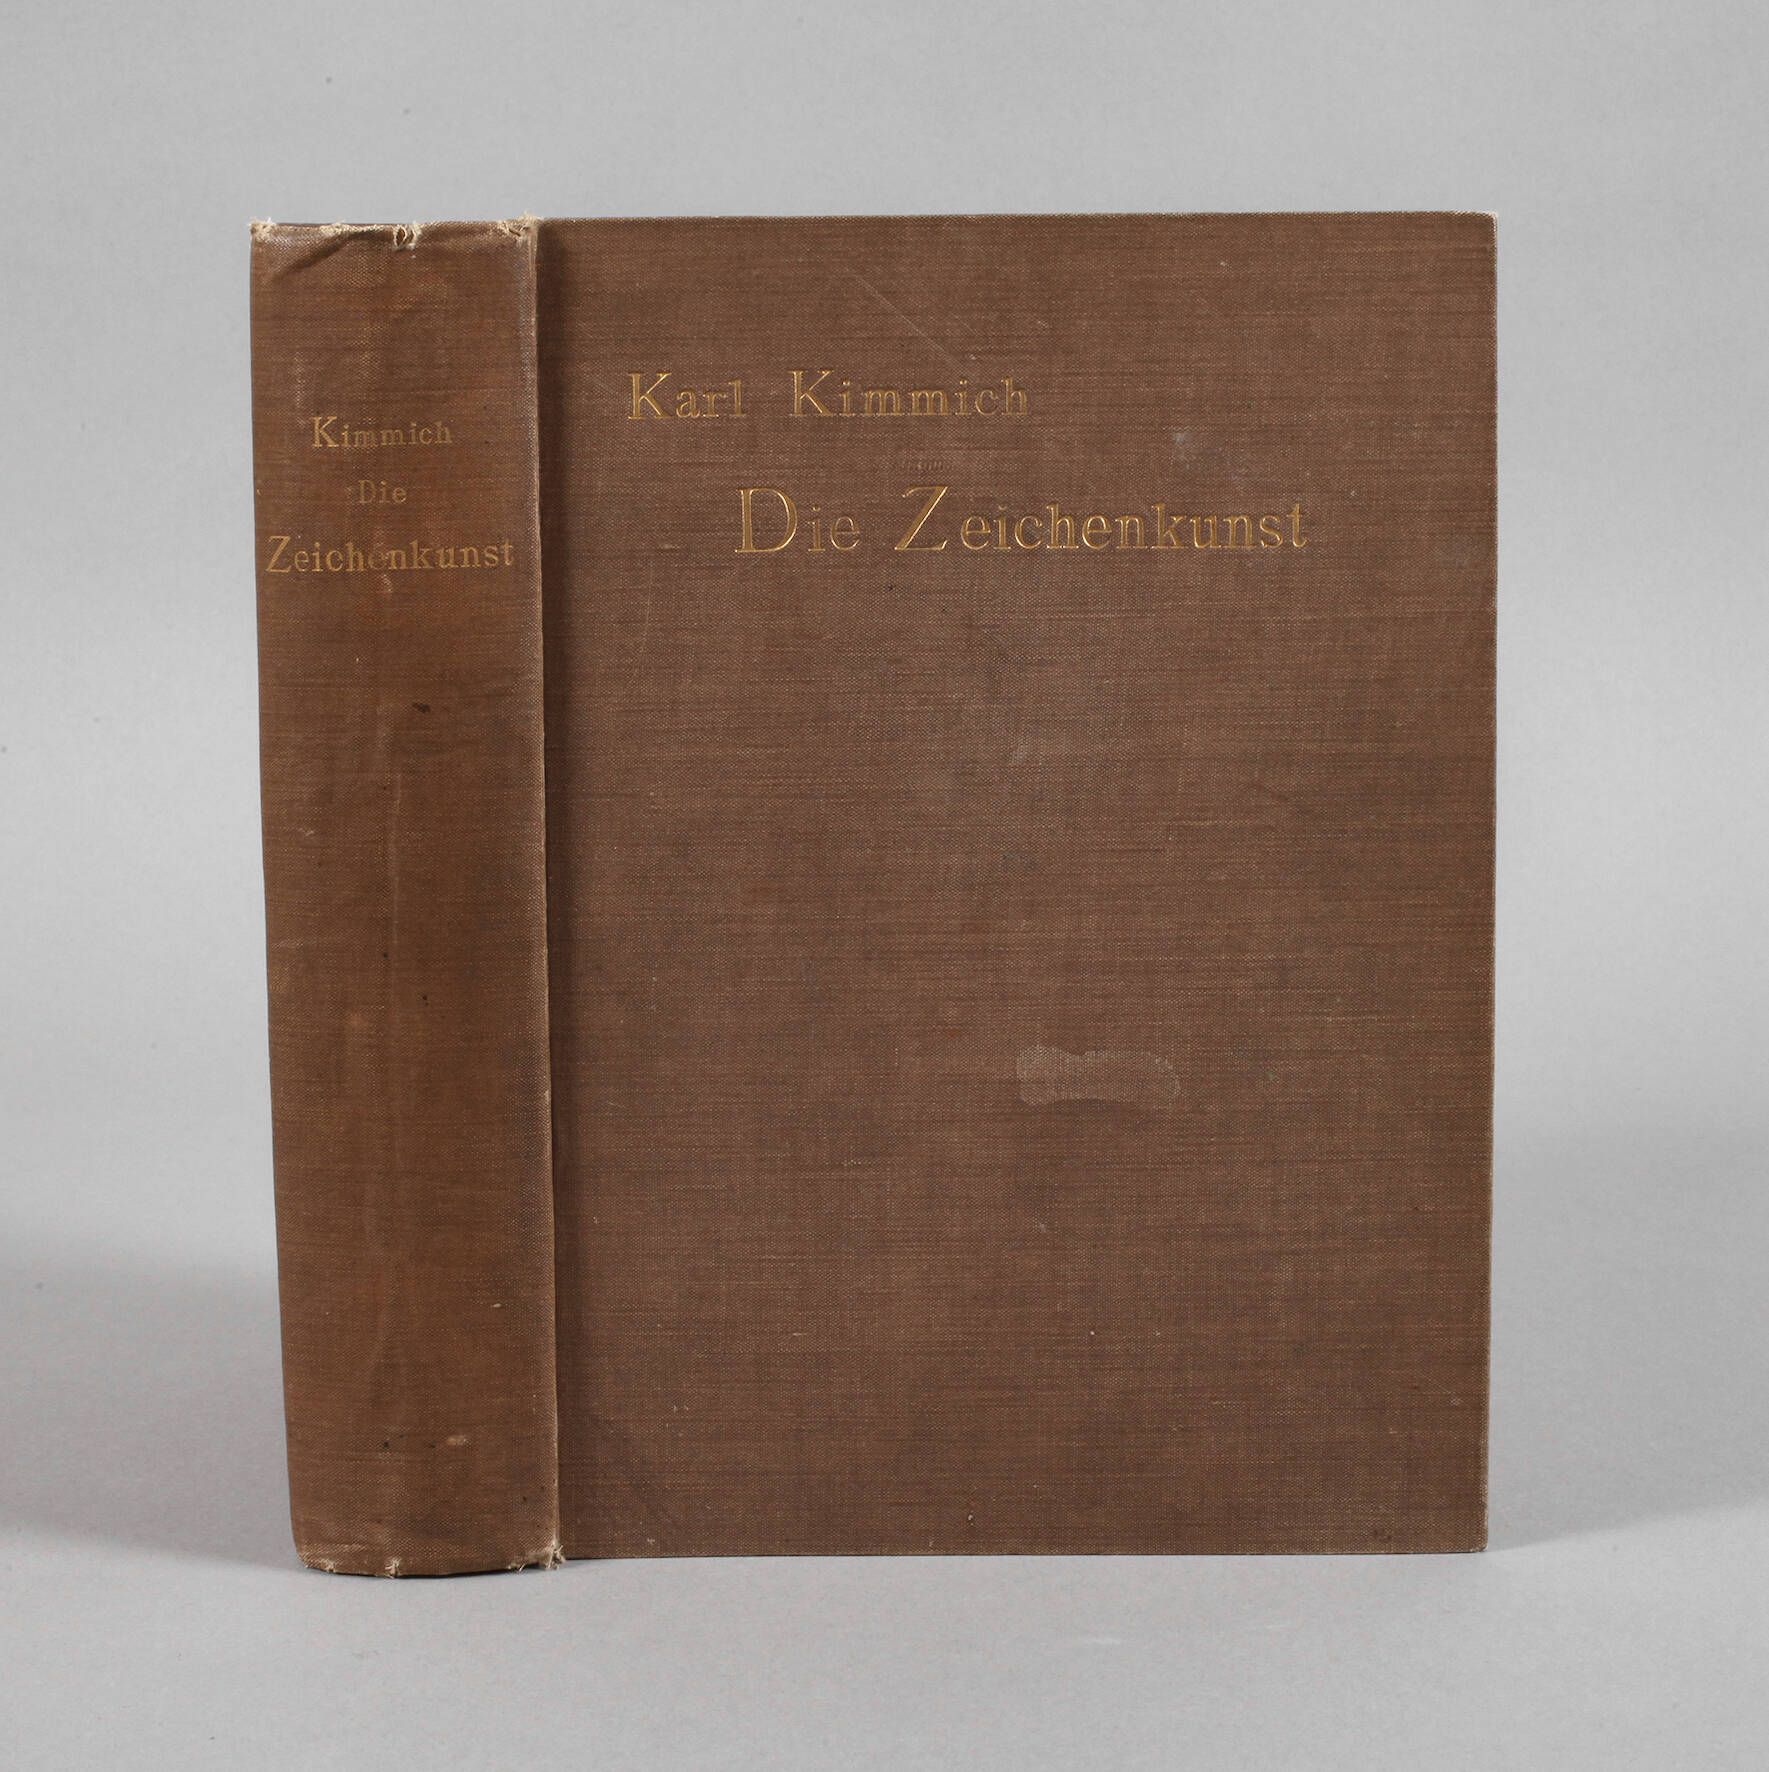 Kimmich
Die
Zeichenkunst
Karl Kimmich
Die Zeichenkunst